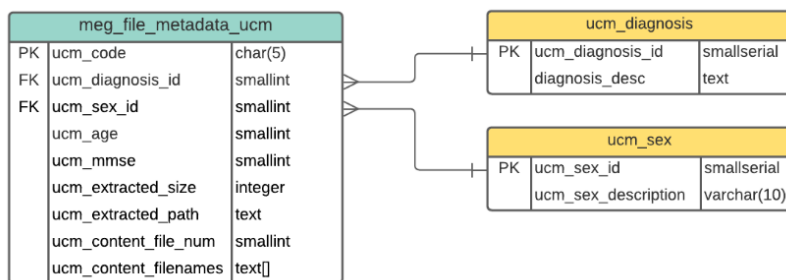 meg_file_metadata_ucm
PK ucm_code char(5)
FK ucm_diagnosis_id smallint
FK ucm_sex_id smallint
ucm_age smallint
ucm_mmse smallint
ucm_extracted_size integer
ucm_extracted_path text
ucm_content_file_num smallint
ucm_content_filenames text[]
ucm_diagnosis
PK ucm_diagnosis_id smallserial
diagnosis_desc text
ucm_sex
PK ucm_sex_id smallserial
ucm_sex_description varchar(10)